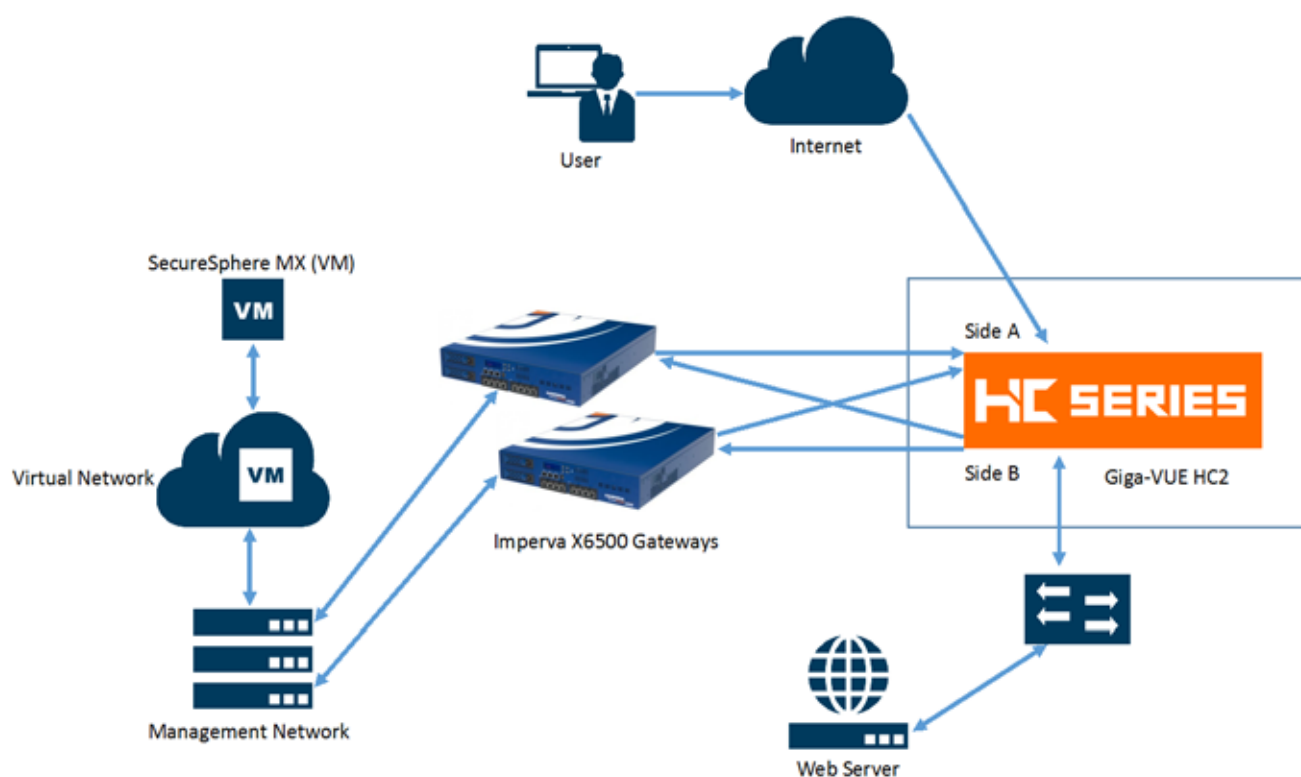 User
Internet
SecureSphere MX (VM)
VM
Side A
HC SERIES
Virtual Network
VM
Side B
Giga-VUE HC2
Imperva X6500 Gateways
Management Network
Web Server